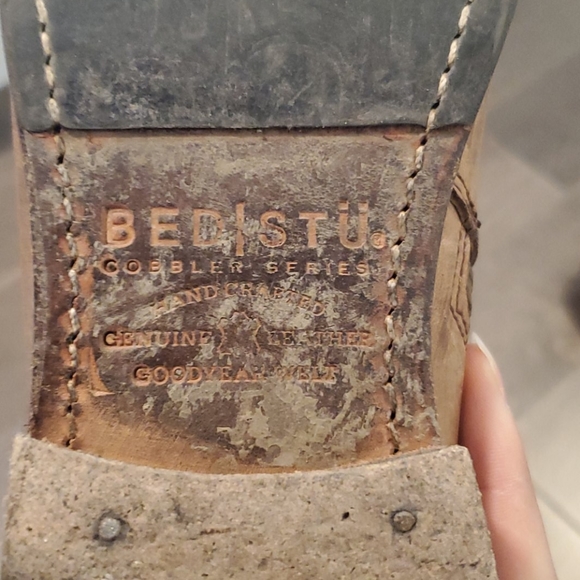 BED|STÜ®
COBBLER SERIES
HAND CRAFTED
GENUINE LEATHER
GOODYEAR WELT